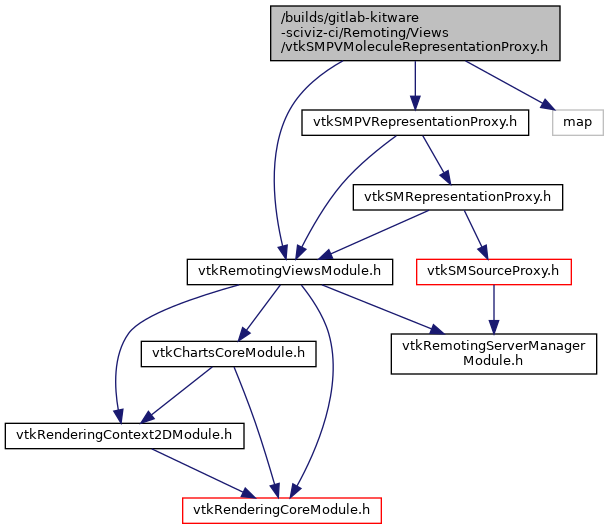 /builds/gitlab-kitware
-sciviz-ci/Remoting/Views
/vtkSMPVMoleculeRepresentationProxy.h
vtkSMPVRepresentationProxy.h
map
vtkSMRepresentationProxy.h
vtkRemotingViewsModule.h
vtkSMSourceProxy.h
vtkChartsCoreModule.h
vtkRemotingServerManager
Module.h
vtkRenderingContext2DModule.h
vtkRenderingCoreModule.h